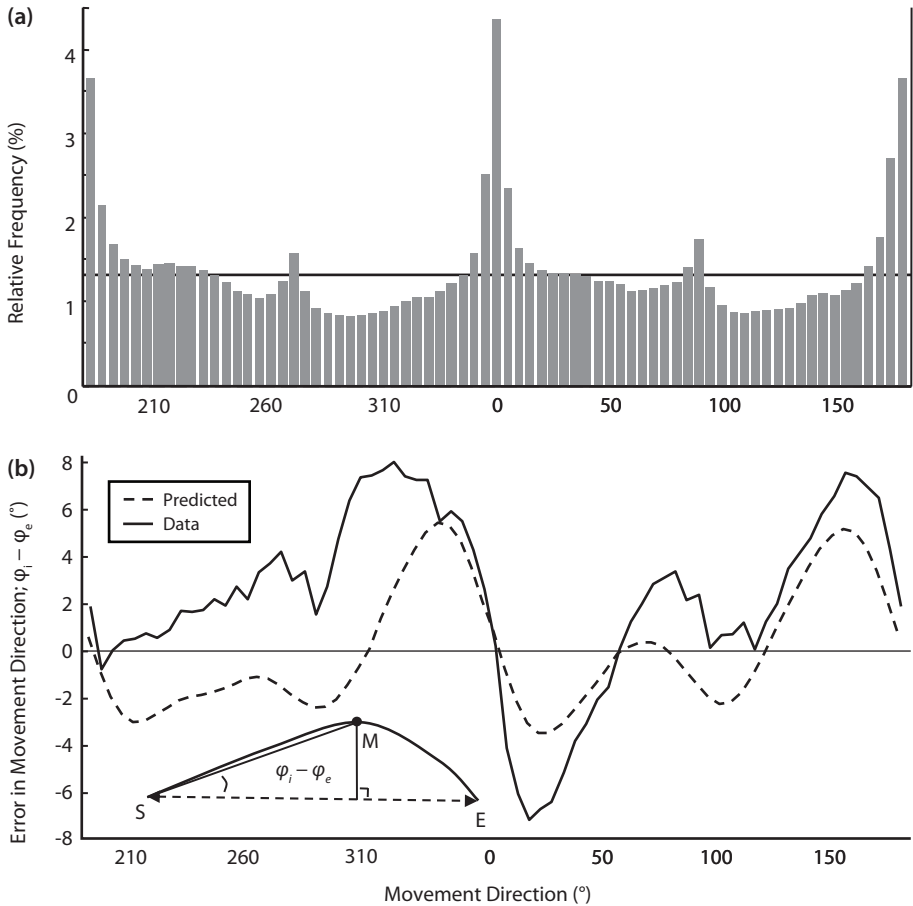 (a)
Relative Frequency (%)
4
3
2
1
0
210 260 310 0 50 100 150
(b)
Error in Movement Direction; φi – φe (°)
8
6
4
2
0
-2
-4
-6
-8
Predicted
Data
M
φi – φe
S
E
210 260 310 0 50 100 150
Movement Direction (°)